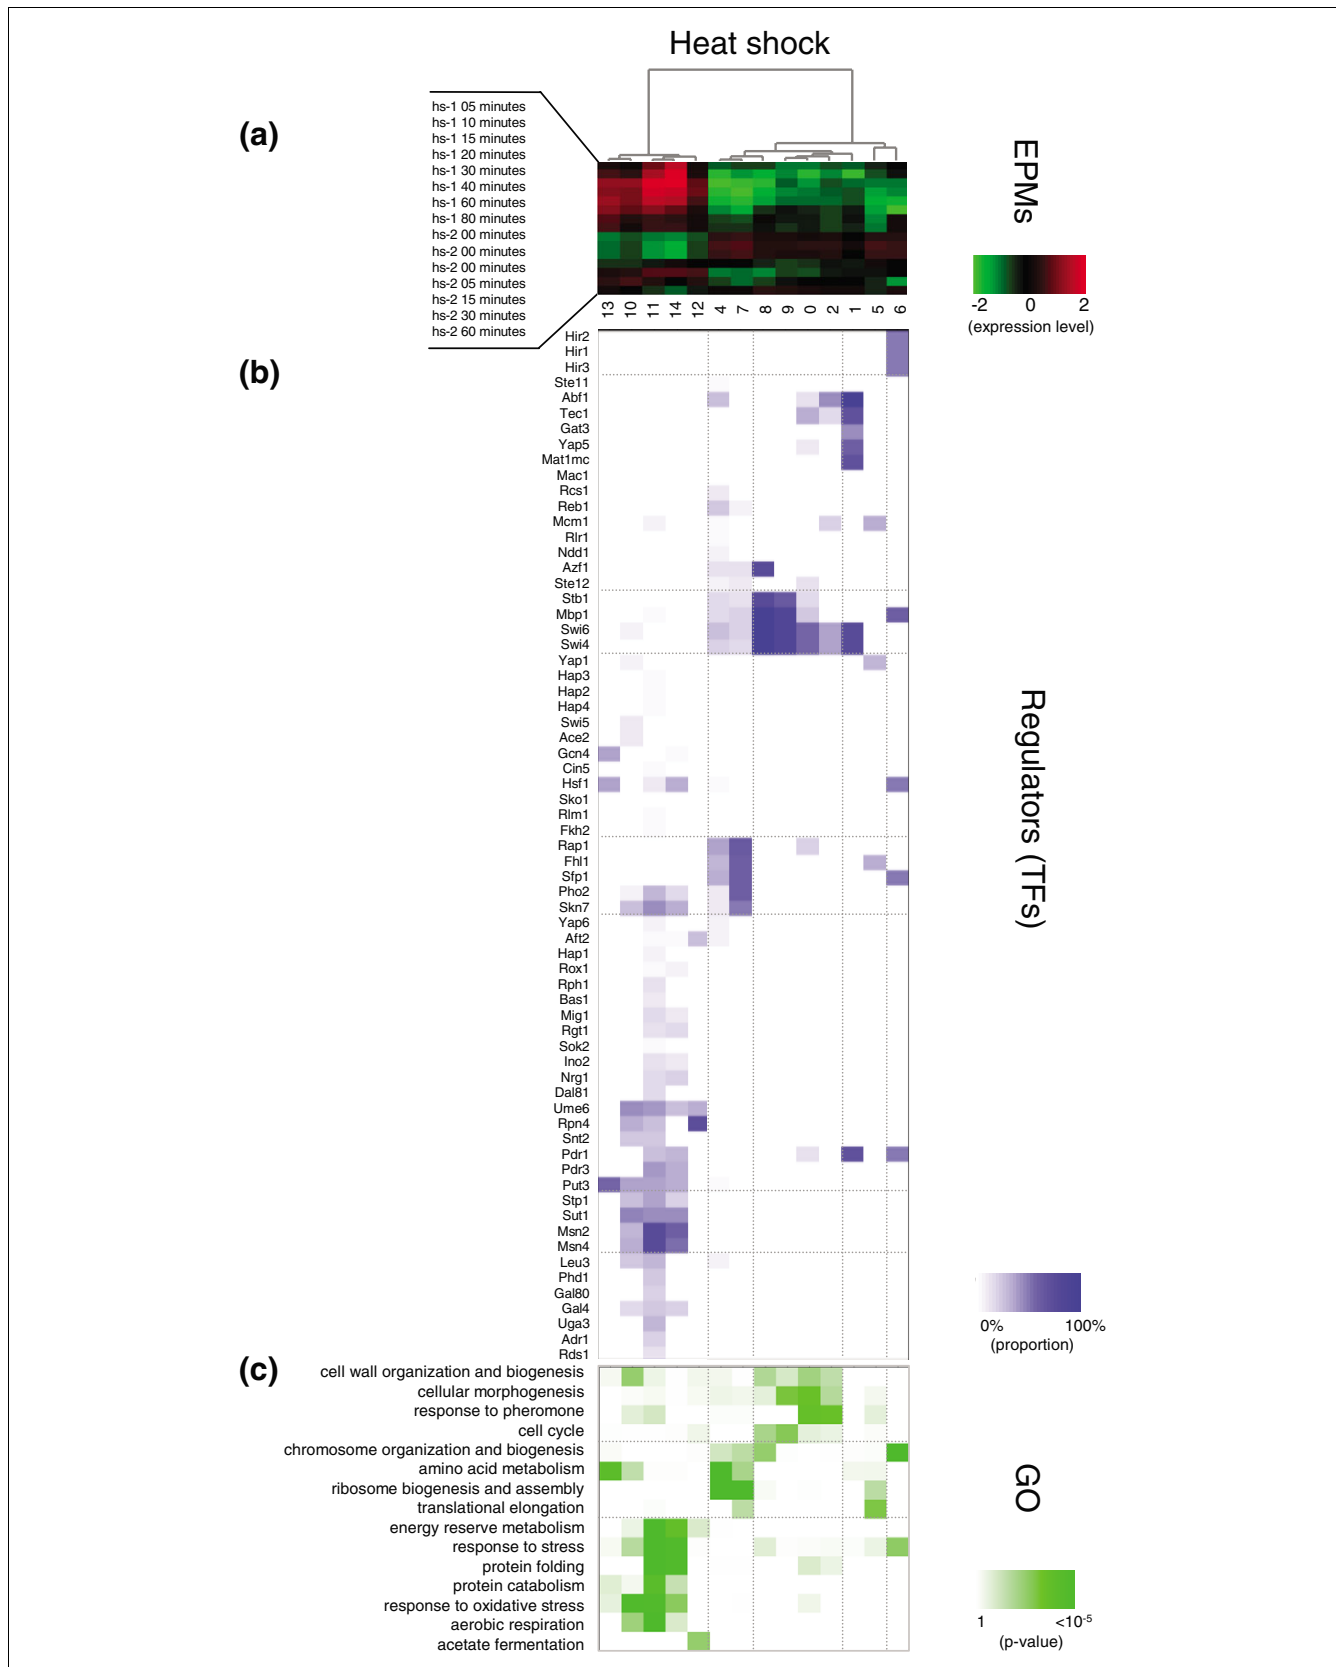 Heat shock
(a)
hs-1 05 minutes
hs-1 10 minutes
hs-1 15 minutes
hs-1 20 minutes
hs-1 30 minutes
hs-1 40 minutes
hs-1 60 minutes
hs-1 80 minutes
hs-2 00 minutes
hs-2 00 minutes
hs-2 00 minutes
hs-2 05 minutes
hs-2 15 minutes
hs-2 30 minutes
hs-2 60 minutes
EPMs
-2 0 2
(expression level)
13 10 11 14 12 4 7 8 9 0 2 1 5 6
(b)
Hir2
Hir1
Hir3
Ste11
Abf1
Tec1
Gat3
Yap5
Mat1mc
Mac1
Rcs1
Reb1
Mcm1
Rlr1
Ndd1
Azf1
Ste12
Stb1
Mbp1
Swi6
Swi4
Yap1
Hap3
Hap2
Hap4
Swi5
Ace2
Gcn4
Cin5
Hsf1
Sko1
Rlm1
Fkh2
Rap1
Fhl1
Sfp1
Pho2
Skn7
Yap6
Aft2
Hap1
Rox1
Rph1
Bas1
Mig1
Rgt1
Sok2
Ino2
Nrg1
Dal81
Ume6
Rpn4
Snt2
Pdr1
Pdr3
Put3
Stp1
Sut1
Msn2
Msn4
Leu3
Phd1
Gal80
Gal4
Uga3
Adr1
Rds1
Regulators (TFs)
0% 100%
(proportion)
(c)
cell wall organization and biogenesis
cellular morphogenesis
response to pheromone
cell cycle
chromosome organization and biogenesis
amino acid metabolism
ribosome biogenesis and assembly
translational elongation
energy reserve metabolism
response to stress
protein folding
protein catabolism
response to oxidative stress
aerobic respiration
acetate fermentation
GO
1 <10-5
(p-value)